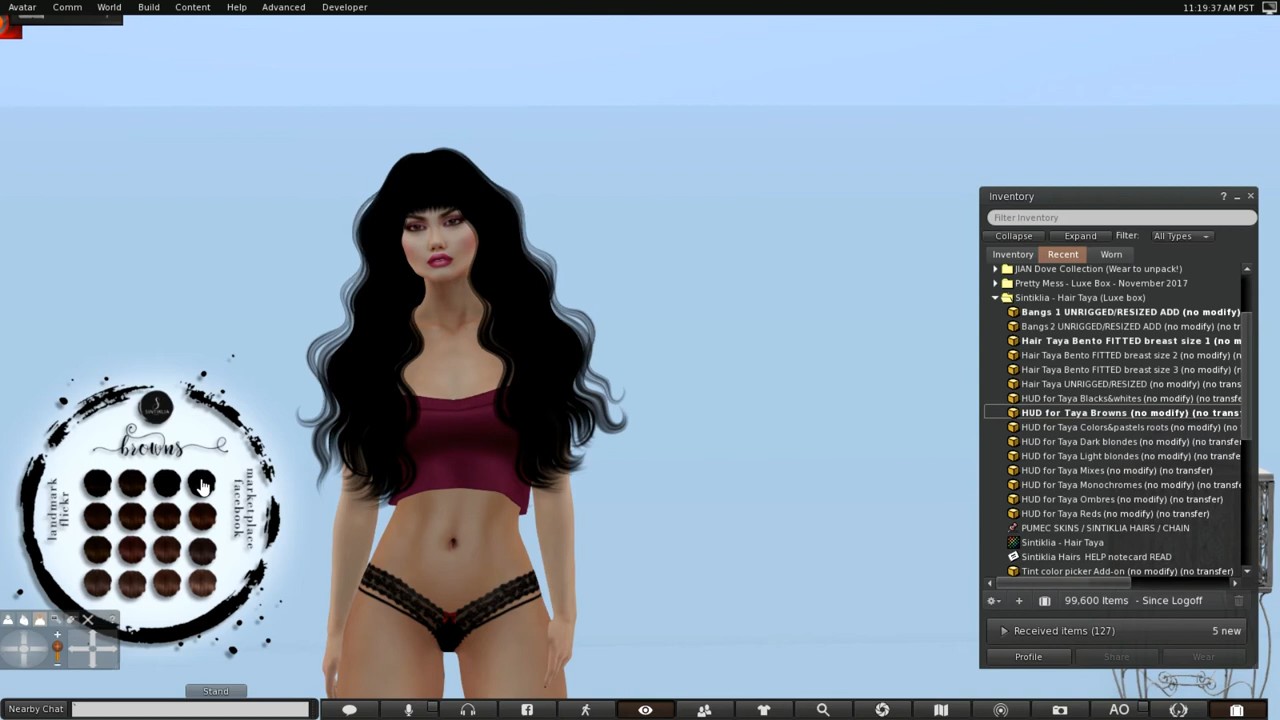 Avatar Comm World Build Content Help Advanced Developer 11:19:37 AM PST
Inventory ?
Filter Inventory
Collapse Expand Filter: All Types
Inventory Recent Worn
JIAN Dove Collection (Wear to unpack!)
Pretty Mess - Luxe Box - November 2017
Sintiklia - Hair Taya (Luxe box)
Bangs 1 UNRIGGED/RESIZED ADD (no modify)
Bangs 2 UNRIGGED/RESIZED ADD (no modify) (no tr
Hair Taya Bento FITTED breast size 1 (no m
Hair Taya Bento FITTED breast size 2 (no modify) (n
Hair Taya Bento FITTED breast size 3 (no modify) (n
Hair Taya UNRIGGED/RESIZED (no modify) (no trans
HUD for Taya Blacks&whites (no modify) (no transfe
HUD for Taya Browns (no modify) (no trans
HUD for Taya Colors&pastels roots (no modify) (no
HUD for Taya Dark blondes (no modify) (no transfer
HUD for Taya Light blondes (no modify) (no transfer
HUD for Taya Mixes (no modify) (no transfer)
HUD for Taya Monochromes (no modify) (no transfe
HUD for Taya Ombres (no modify) (no transfer)
HUD for Taya Reds (no modify) (no transfer)
PUMEC SKINS / SINTIKLIA HAIRS / CHAIN
Sintiklia - Hair Taya
Sintiklia Hairs HELP notecard READ
Tint color picker Add-on (no modify) (no transfer)
99,600 Items - Since Logoff
Received items (127) 5 new
Profile Share Wear
SINTIKLIA
browns
landmark
flickr
marketplace
facebook
Stand
Nearby Chat
AO